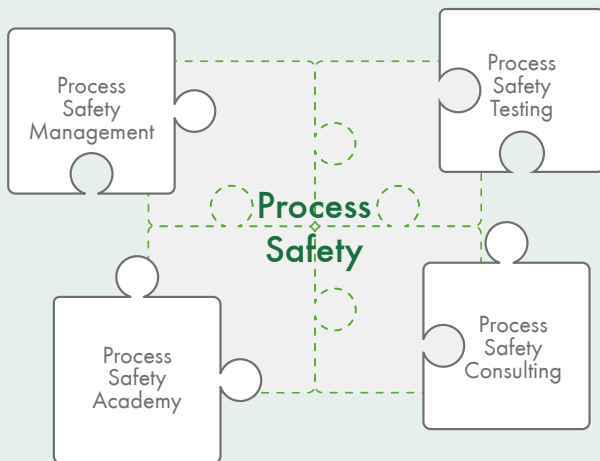 Process
Safety
Management
Process
Safety
Testing
Process
Safety
Process
Safety
Academy
Process
Safety
Consulting